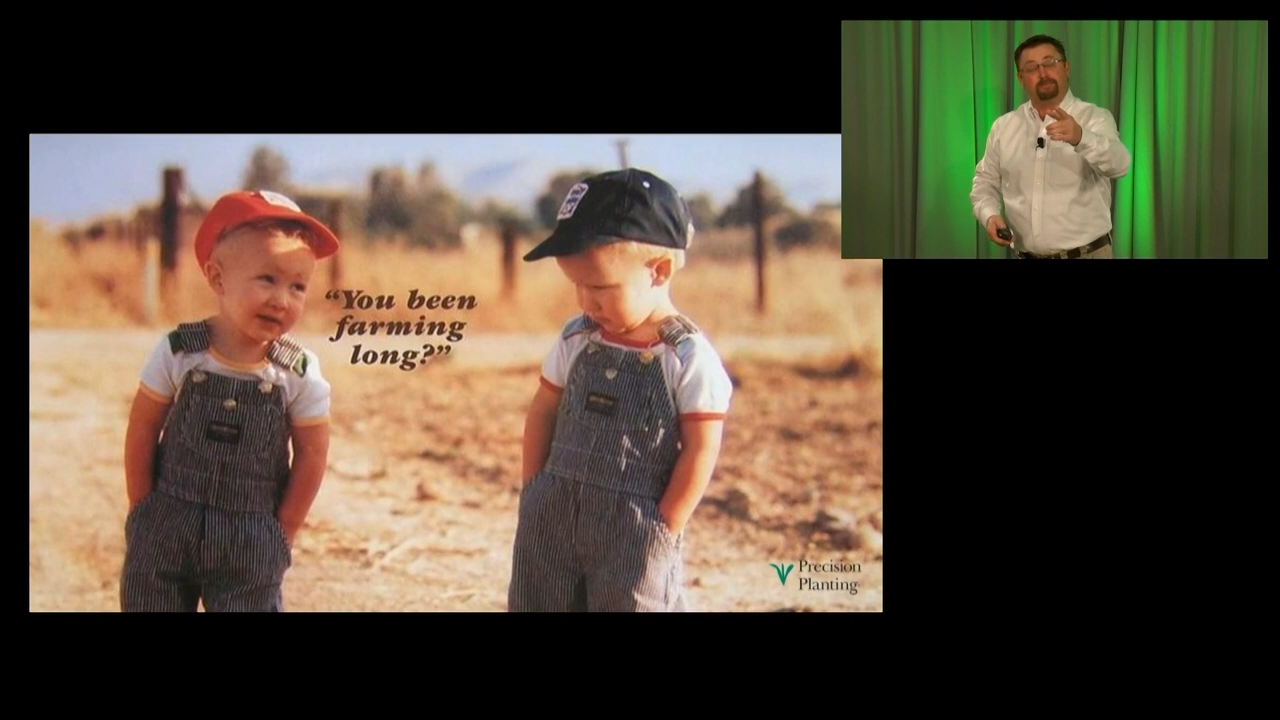 “You been
farming
long?”
Precision
Planting